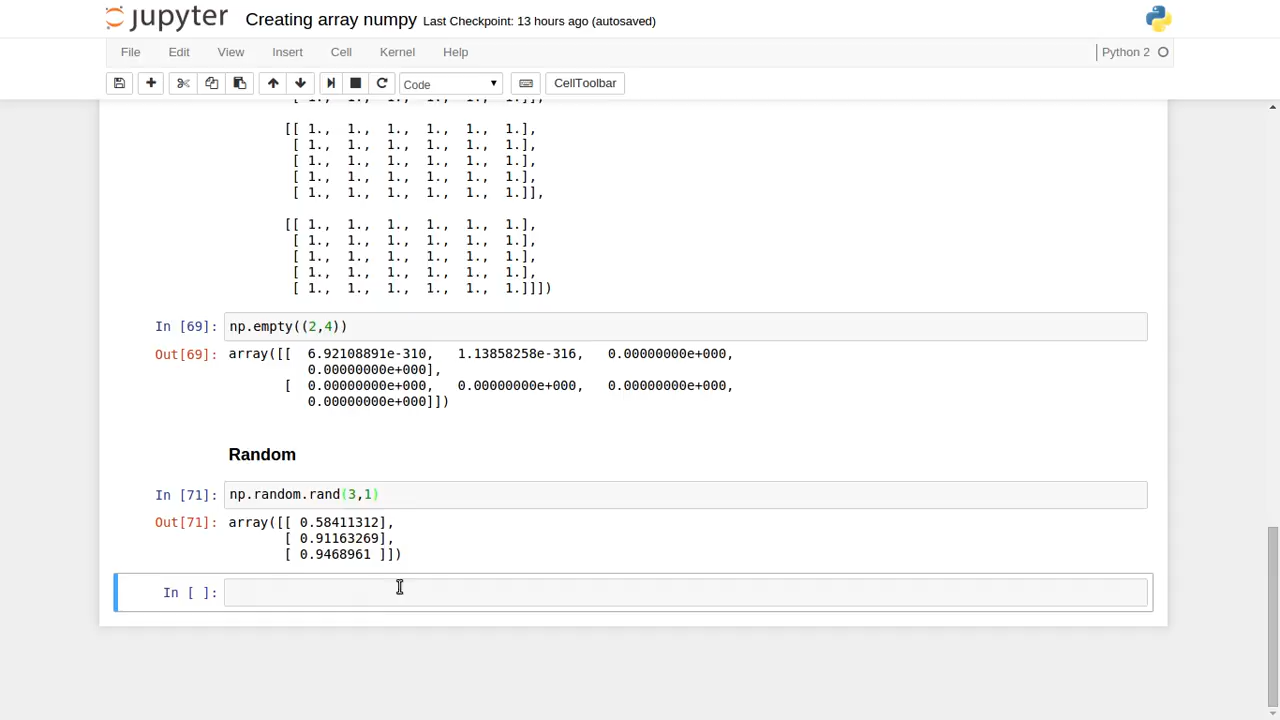 jupyter Creating array numpy Last Checkpoint: 13 hours ago (autosaved)
File Edit View Insert Cell Kernel Help Python 2
Code CellToolbar
[ 1., 1., 1., 1., 1., 1.]],
[[ 1., 1., 1., 1., 1., 1.],
[ 1., 1., 1., 1., 1., 1.],
[ 1., 1., 1., 1., 1., 1.],
[ 1., 1., 1., 1., 1., 1.],
[ 1., 1., 1., 1., 1., 1.]],
[[ 1., 1., 1., 1., 1., 1.],
[ 1., 1., 1., 1., 1., 1.],
[ 1., 1., 1., 1., 1., 1.],
[ 1., 1., 1., 1., 1., 1.],
[ 1., 1., 1., 1., 1., 1.]]])
In [69]: np.empty((2,4))
Out[69]: array([[ 6.92108891e-310, 1.13858258e-316, 0.00000000e+000,
0.00000000e+000],
[ 0.00000000e+000, 0.00000000e+000, 0.00000000e+000,
0.00000000e+000]])
Random
In [71]: np.random.rand(3,1)
Out[71]: array([[ 0.58411312],
[ 0.91163269],
[ 0.9468961 ]])
In [ ]: